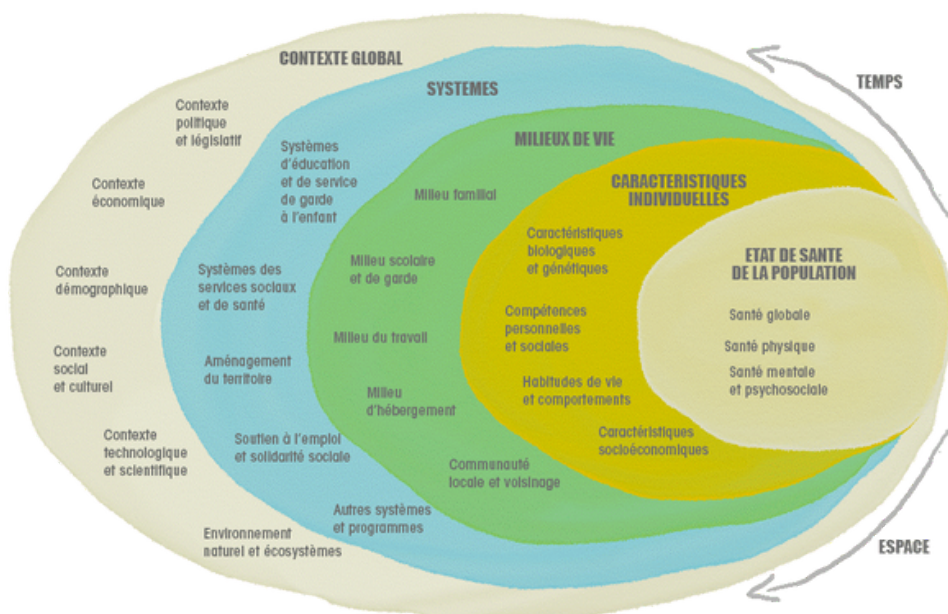 CONTEXTE GLOBAL
Contexte
politique
et législatif
Contexte
économique
Contexte
démographique
Contexte
social
et culturel
Contexte
technologique
et scientifique
Environnement
naturel et écosystèmes
SYSTEMES
Systèmes
d'éducation
et de service
de garde
à l'enfant
Systèmes des
services sociaux
et de santé
Aménagement
du territoire
Soutien à l'emploi
et solidarité sociale
Autres systèmes
et programmes
MILIEUX DE VIE
Milieu familial
Milieu scolaire
et de garde
Milieu du travail
Milieu
d'hébergement
Communauté
locale et voisinage
CARACTERISTIQUES
INDIVIDUELLES
Caractéristiques
biologiques
et génétiques
Compétences
personnelles
et sociales
Habitudes de vie
et comportements
Caractéristiques
socioéconomiques
ETAT DE SANTE
DE LA POPULATION
Santé globale
Santé physique
Santé mentale
et psychosociale
TEMPS
ESPACE